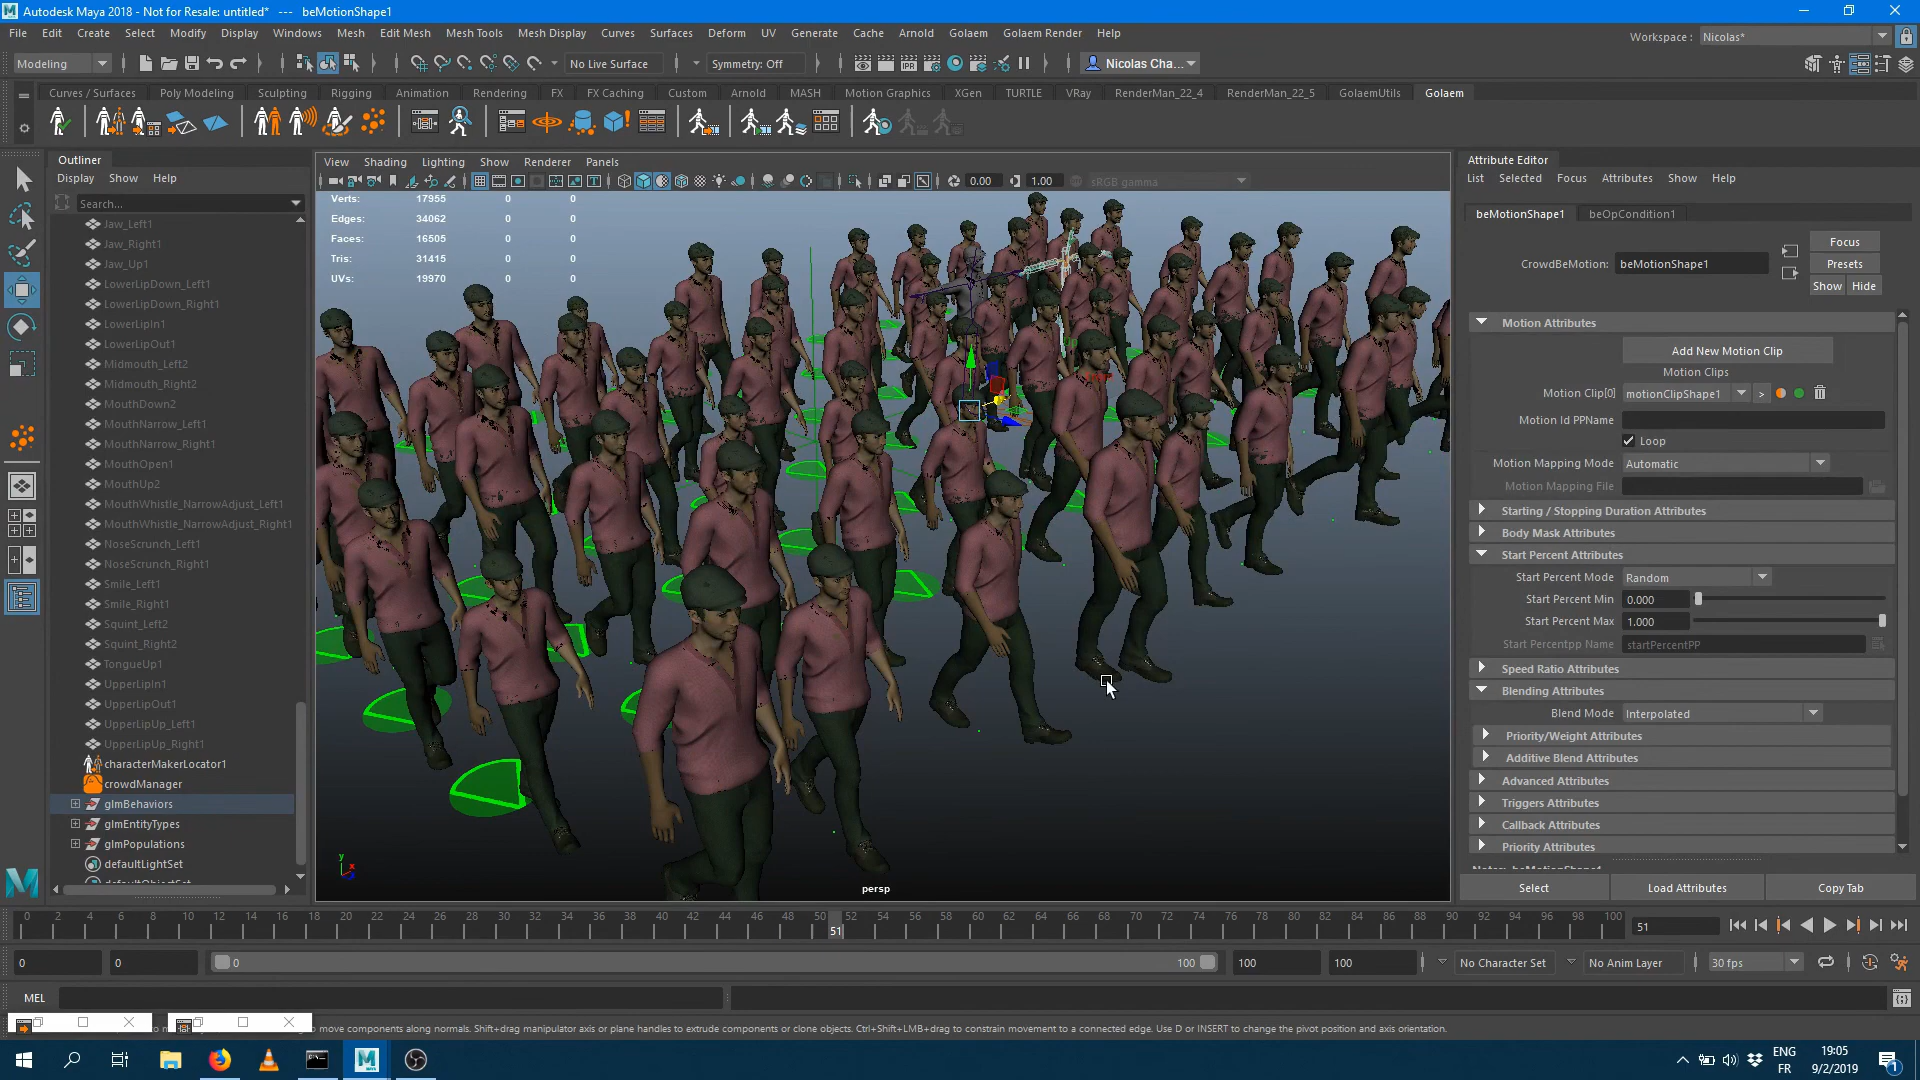 Autodesk Maya 2018 - Not for Resale: untitled*   ---   beMotionShape1
File Edit Create Select Modify Display Windows Mesh Edit Mesh Mesh Tools Mesh Display Curves Surfaces Deform UV Generate Cache Arnold Golaem Golaem Render Help
Workspace : Nicolas*
Modeling No Live Surface Symmetry: Off Nicolas Cha...
Curves / Surfaces Poly Modeling Sculpting Rigging Animation Rendering FX FX Caching Custom Arnold MASH Motion Graphics XGen TURTLE VRay RenderMan_22_4 RenderMan_22_5 GolaemUtils Golaem
Outliner
Display Show Help
Search...
Jaw_Left1
Jaw_Right1
Jaw_Up1
LowerLipDown_Left1
LowerLipDown_Right1
LowerLipIn1
LowerLipOut1
Midmouth_Left2
Midmouth_Right2
MouthDown2
MouthNarrow_Left1
MouthNarrow_Right1
MouthOpen1
MouthUp2
MouthWhistle_NarrowAdjust_Left1
MouthWhistle_NarrowAdjust_Right1
NoseScrunch_Left1
NoseScrunch_Right1
Smile_Left1
Smile_Right1
Squint_Left2
Squint_Right2
TongueUp1
UpperLipIn1
UpperLipOut1
UpperLipUp_Left1
UpperLipUp_Right1
characterMakerLocator1
crowdManager
glmBehaviors
glmEntityTypes
glmPopulations
defaultLightSet
View Shading Lighting Show Renderer Panels
0.00 1.00 sRGB gamma
Verts: 17955 0 0
Edges: 34062 0 0
Faces: 16505 0 0
Tris: 31415 0 0
UVs: 19970 0 0
y
x
persp
Attribute Editor
List Selected Focus Attributes Show Help
beMotionShape1 beOpCondition1
Focus
CrowdBeMotion: beMotionShape1 Presets
Show Hide
Motion Attributes
Add New Motion Clip
Motion Clips
Motion Clip[0] motionClipShape1 >
Motion Id PPName
Loop
Motion Mapping Mode Automatic
Motion Mapping File
Starting / Stopping Duration Attributes
Body Mask Attributes
Start Percent Attributes
Start Percent Mode Random
Start Percent Min 0.000
Start Percent Max 1.000
Start Percentpp Name startPercentPP
Speed Ratio Attributes
Blending Attributes
Blend Mode Interpolated
Priority/Weight Attributes
Additive Blend Attributes
Advanced Attributes
Triggers Attributes
Callback Attributes
Priority Attributes
Select Load Attributes Copy Tab
0 2 4 6 8 10 12 14 16 18 20 22 24 26 28 30 32 34 36 38 40 42 44 46 48 50 52 54 56 58 60 62 64 66 68 70 72 74 76 78 80 82 84 86 88 90 92 94 96 98 100
51 51
0 0 0 100 100 100 No Character Set No Anim Layer 30 fps
MEL
to move components along normals. Shift+drag manipulator axis or plane handles to extrude components or clone objects. Ctrl+Shift+LMB+drag to constrain movement to a connected edge. Use D or INSERT to change the pivot position and axis orientation.
ENG 19:05
FR 9/2/2019
1